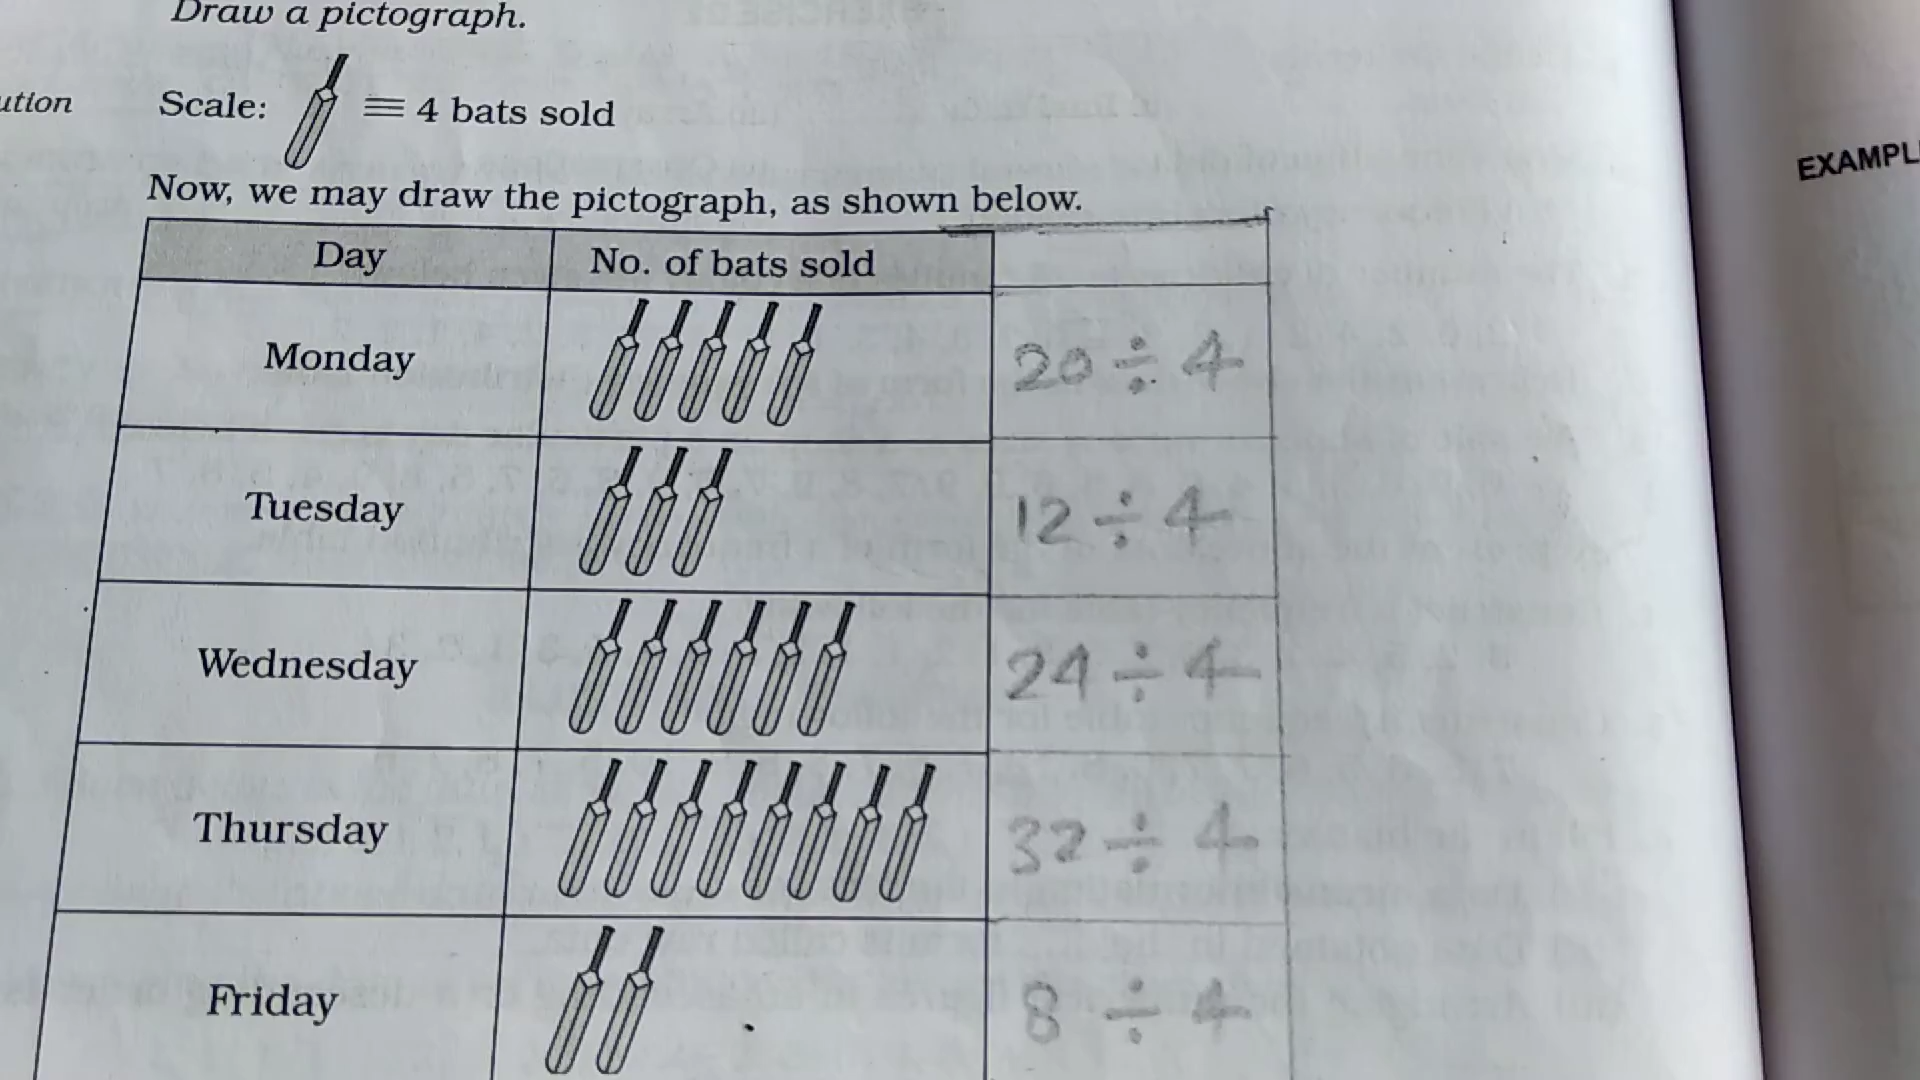 Draw a pictograph.
ution Scale: ≡ 4 bats sold
EXAMPL
Now, we may draw the pictograph, as shown below.
Day No. of bats sold
Monday 20 ÷ 4
Tuesday 12 ÷ 4
Wednesday 24 ÷ 4
Thursday 32 ÷ 4
Friday 8 ÷ 4